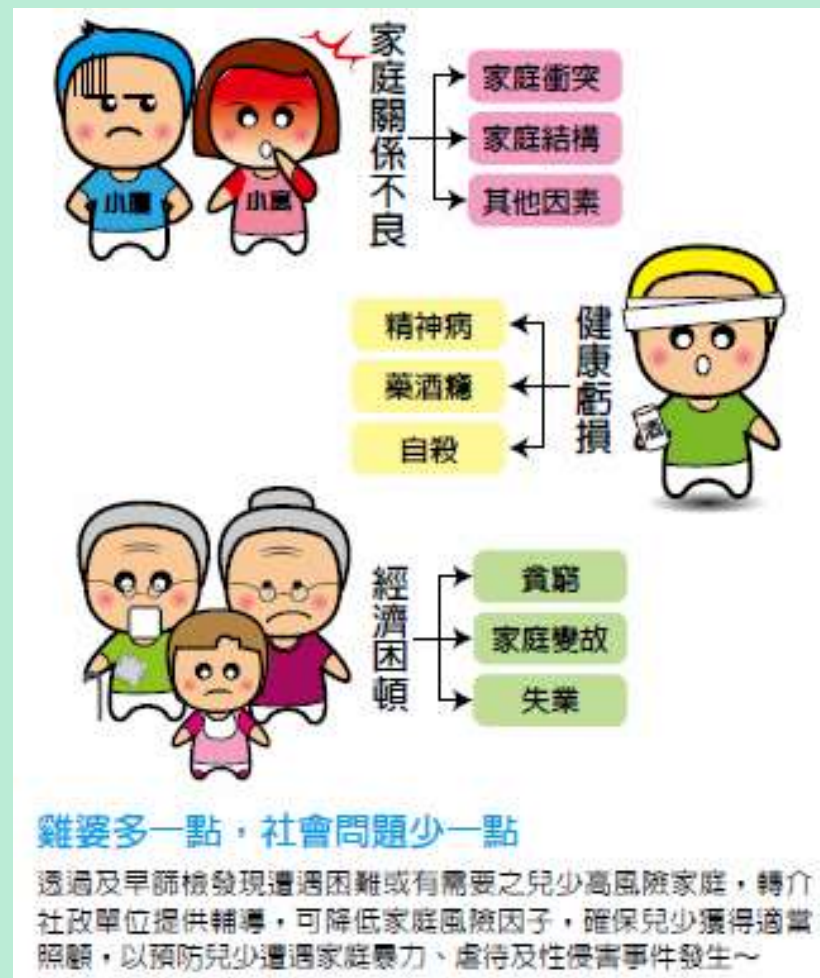 家庭關係不良
家庭衝突
家庭結構
其他因素
健康虧損
精神病
藥酒癮
自殺
酒
經濟困頓
貧窮
家庭變故
失業
雞婆多一點，社會問題少一點
透過及早篩檢發現遭遇困難或有需要之兒少高風險家庭，轉介
社政單位提供輔導，可降低家庭風險因子，確保兒少獲得適當
照顧，以預防兒少遭遇家庭暴力、虐待及性侵害事件發生～